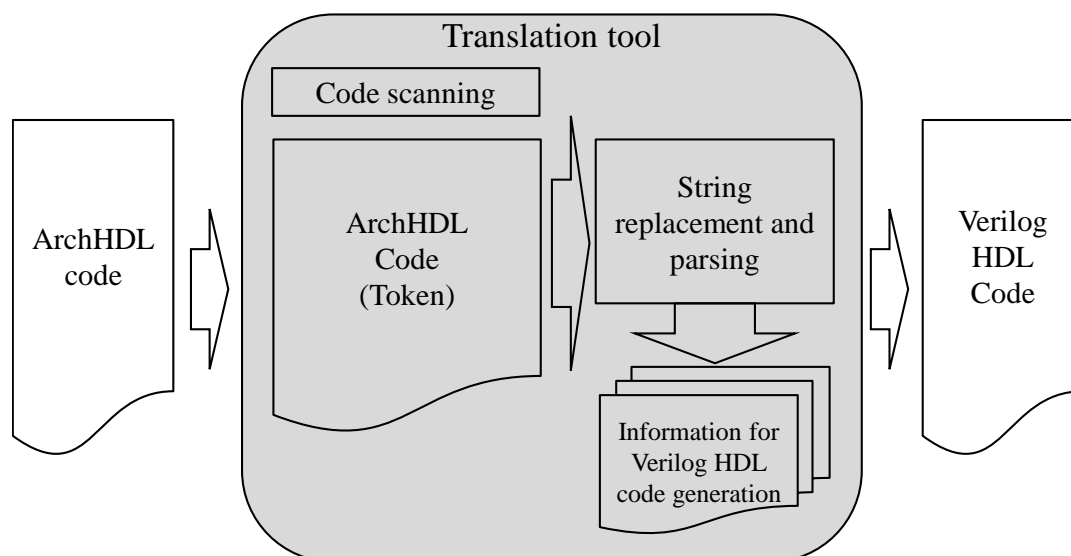 Translation tool
Code scanning
ArchHDL
code
ArchHDL
Code
(Token)
String
replacement and
parsing
Information for
Verilog HDL
code generation
Verilog
HDL
Code